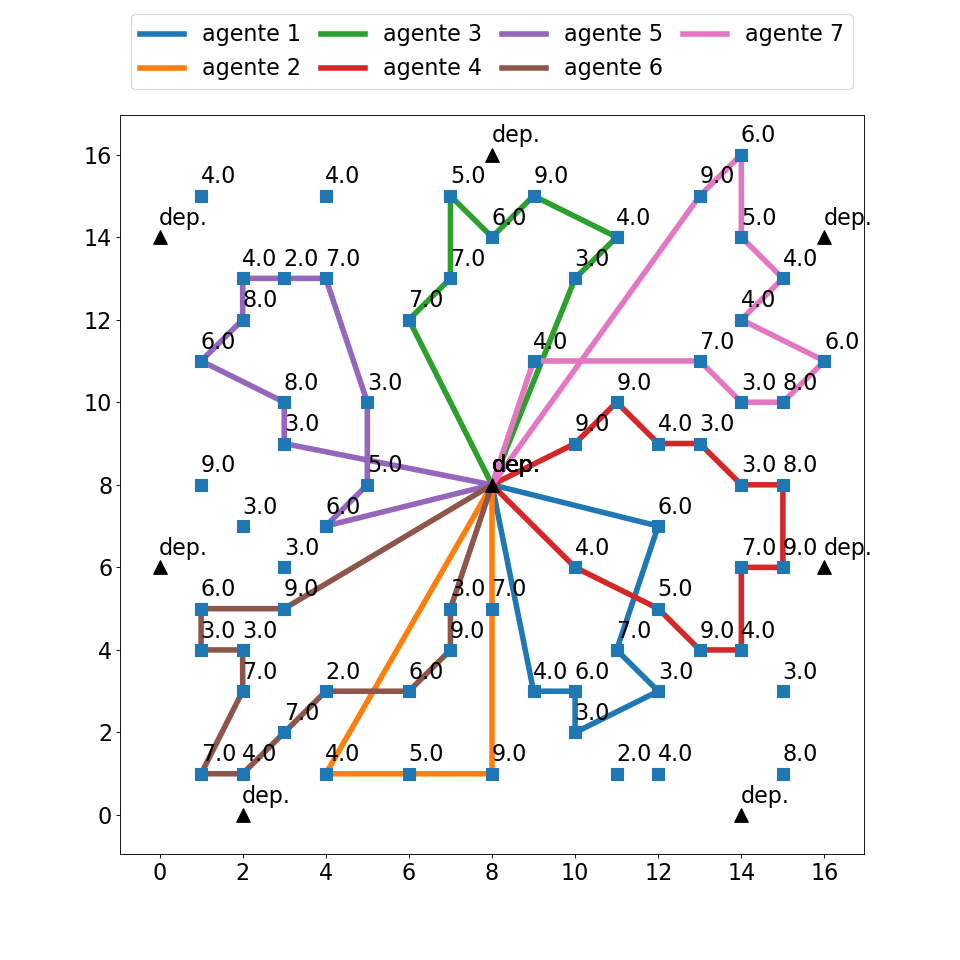 agente 1 agente 3 agente 5 agente 7
agente 2 agente 4 agente 6
dep. 6.0
16
4.0 4.0 5.0 9.0 9.0
dep. 6.0 4.0 5.0 dep.
14
4.0 2.0 7.0 7.0 3.0 4.0
8.0 7.0 4.0
12
6.0 4.0 7.0 6.0
8.0 3.0 9.0 3.0 8.0
10
3.0 9.0 4.0 3.0
9.0 5.0 dep. 3.0 8.0
8
3.0 6.0 6.0
dep. 3.0 7.0 9.0 dep.
6
6.0 9.0 3.0 7.0 4.0 5.0
3.0 3.0 9.0 7.0 9.0 4.0
4
7.0 2.0 6.0 4.0 6.0 3.0 3.0
7.0 3.0
2
7.0 4.0 4.0 5.0 9.0 2.0 4.0 8.0
dep. dep.
0
0 2 4 6 8 10 12 14 16